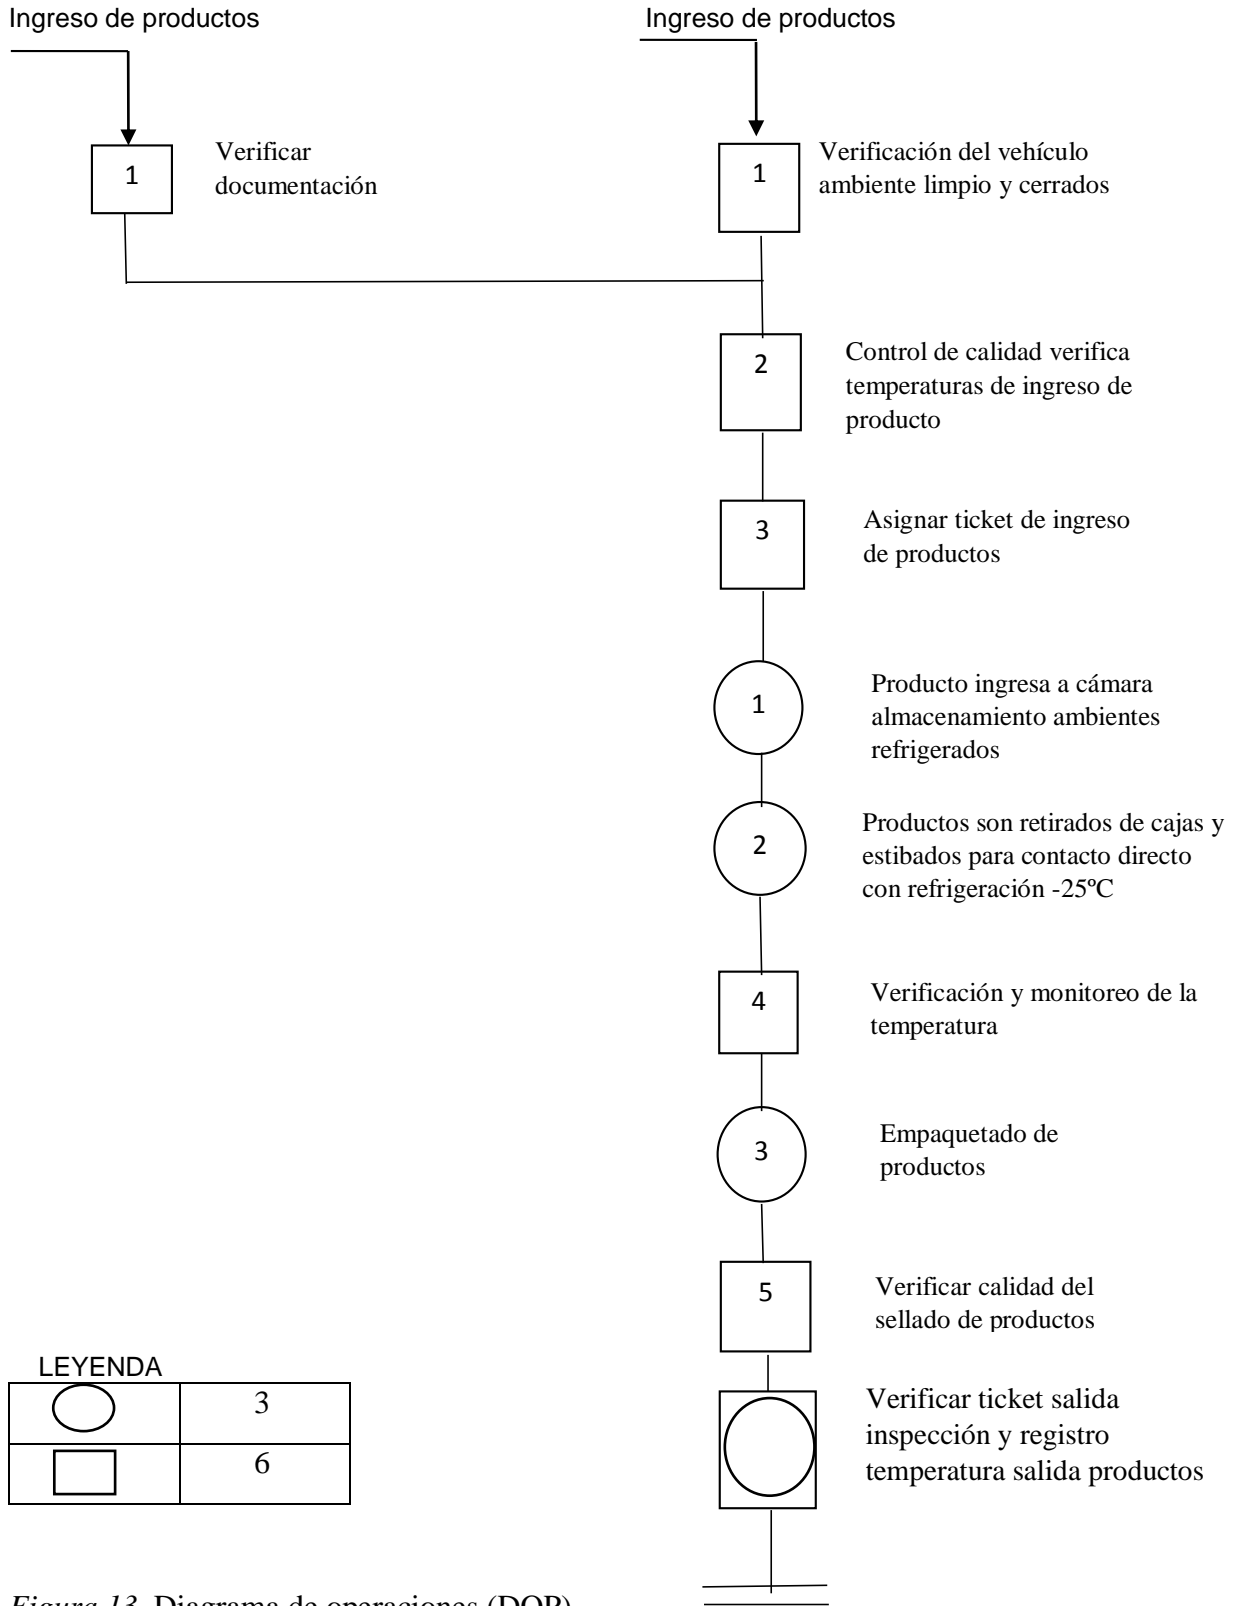 Ingreso de productos
Ingreso de productos
1
Verificar
documentación
1
Verificación del vehículo
ambiente limpio y cerrados
2
Control de calidad verifica
temperaturas de ingreso de
producto
3
Asignar ticket de ingreso
de productos
1
Producto ingresa a cámara
almacenamiento ambientes
refrigerados
2
Productos son retirados de cajas y
estibados para contacto directo
con refrigeración -25ºC
4
Verificación y monitoreo de la
temperatura
3
Empaquetado de
productos
5
Verificar calidad del
sellado de productos
Verificar ticket salida
inspección y registro
temperatura salida productos
LEYENDA
3
6
Figura 13. Diagrama de operaciones (DOP)